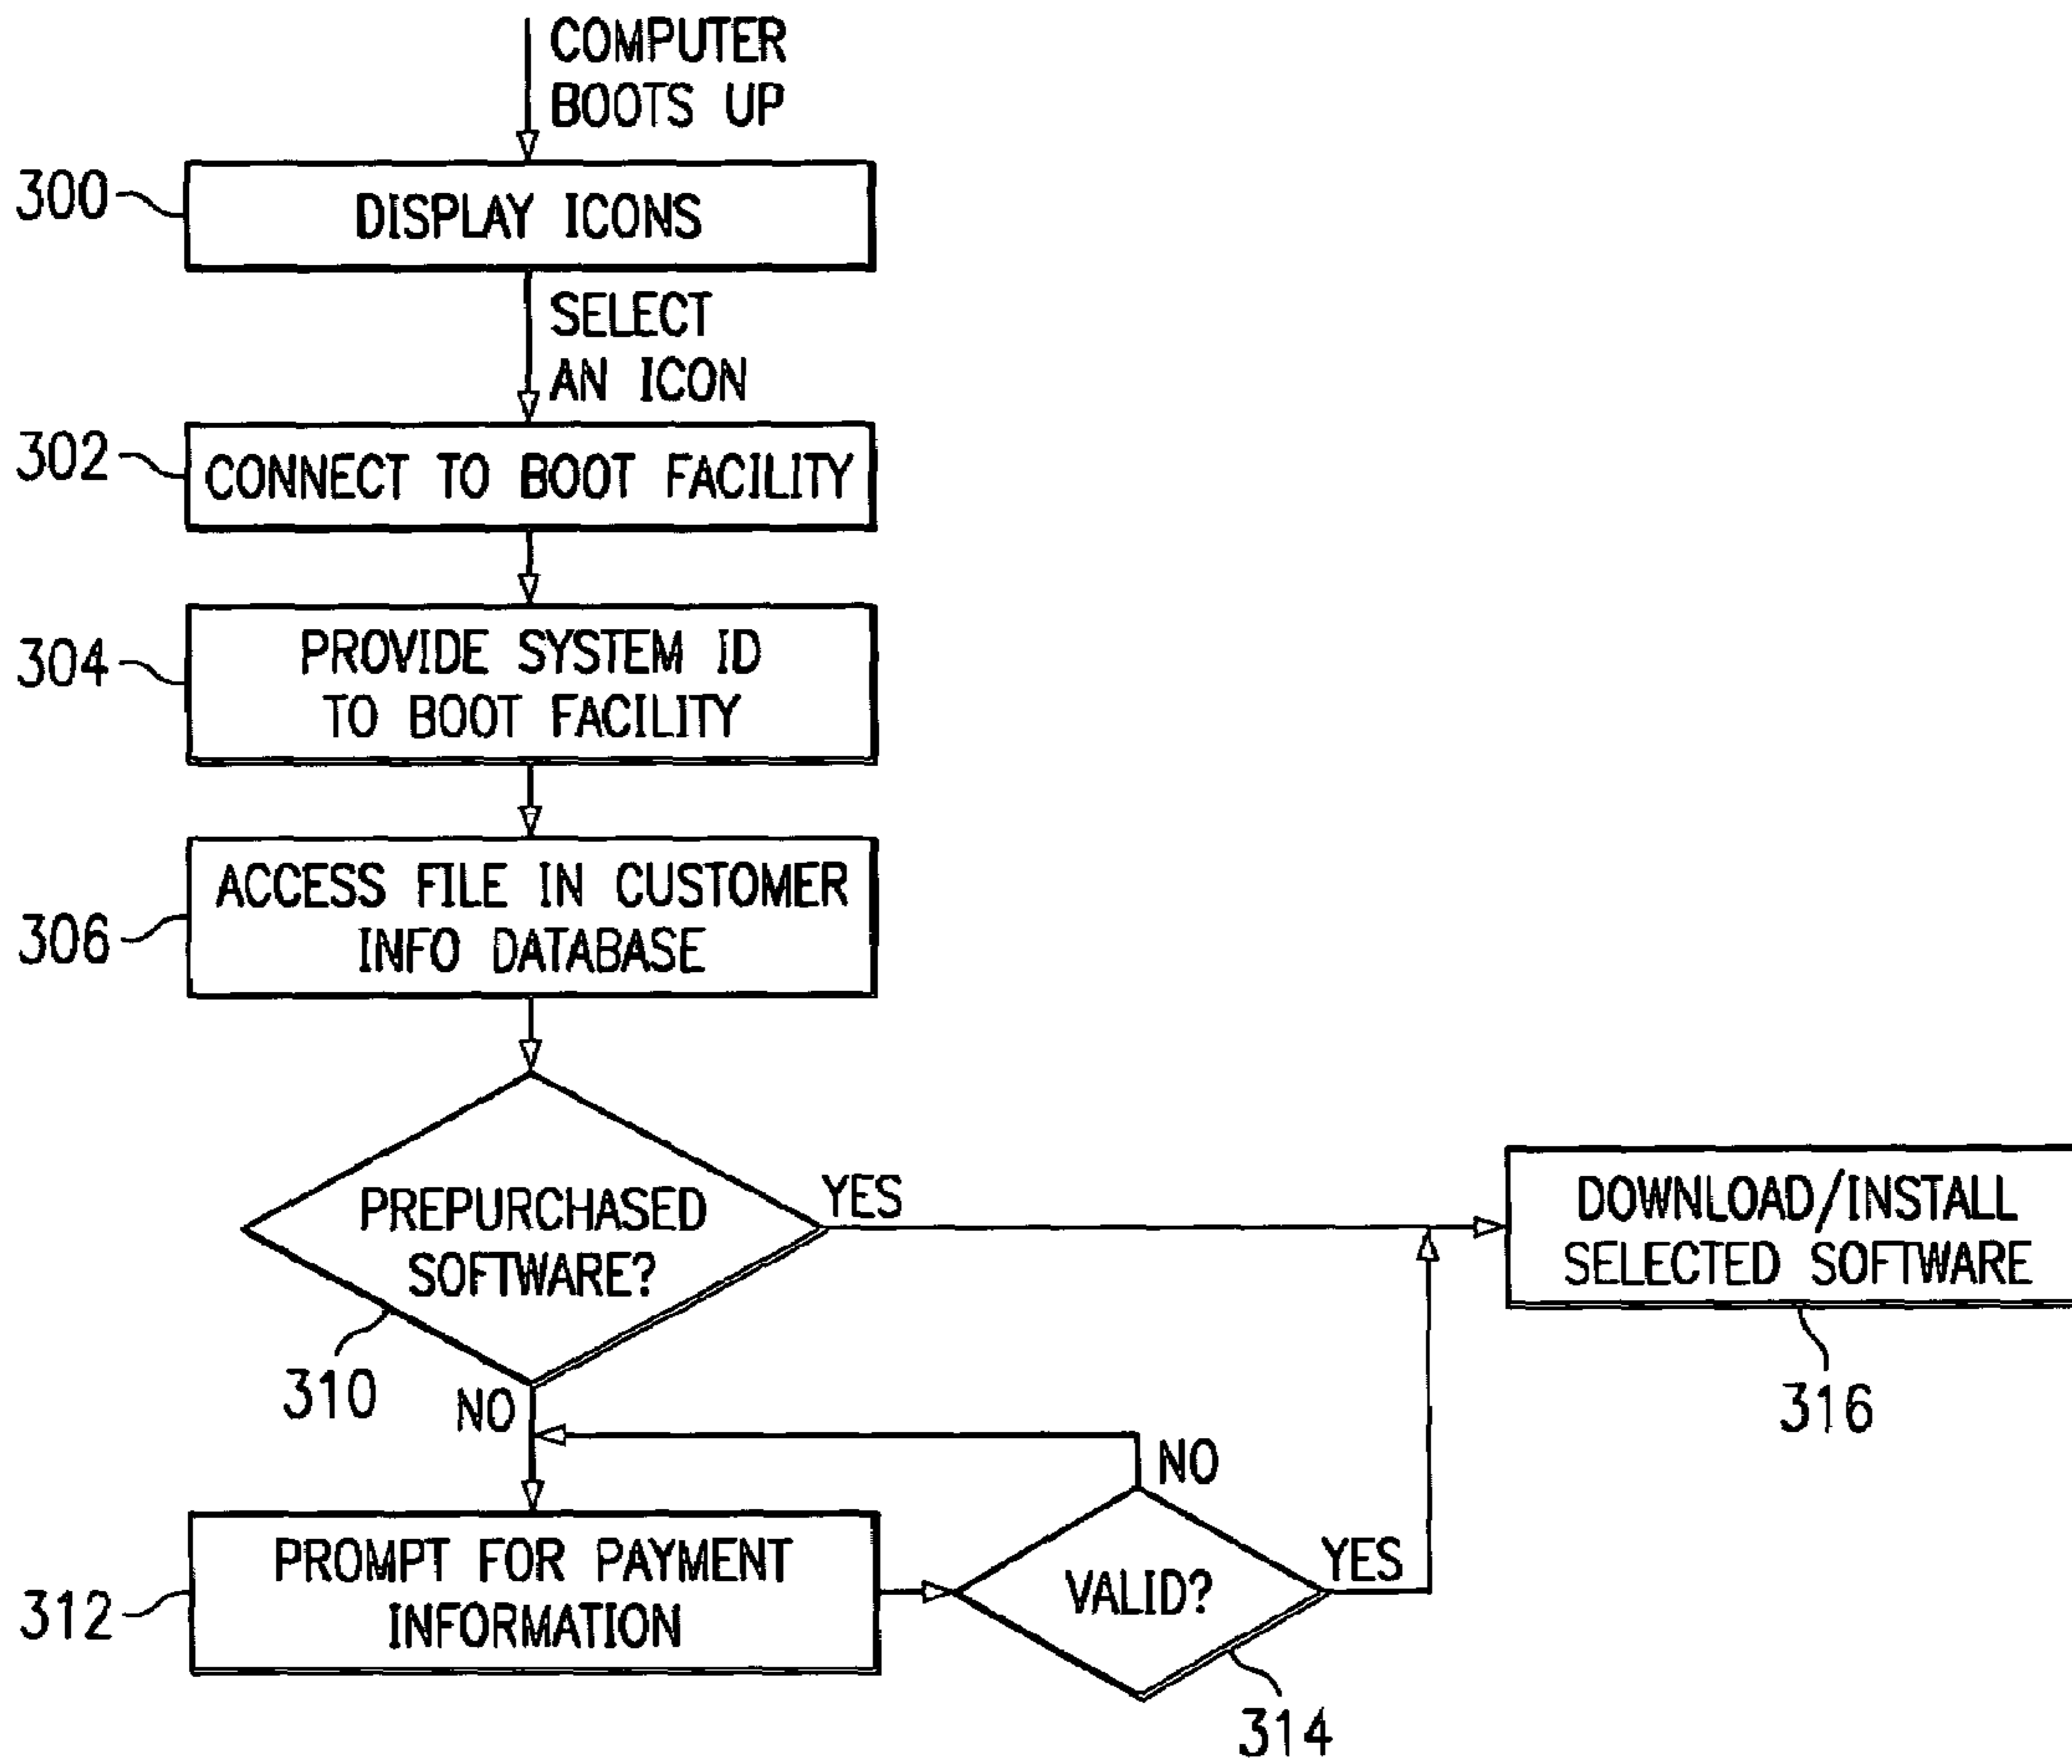 COMPUTER
BOOTS UP
300
DISPLAY ICONS
SELECT
AN ICON
302
CONNECT TO BOOT FACILITY
304
PROVIDE SYSTEM ID
TO BOOT FACILITY
306
ACCESS FILE IN CUSTOMER
INFO DATABASE
PREPURCHASED
SOFTWARE?
YES
310
NO
DOWNLOAD/INSTALL
SELECTED SOFTWARE
316
312
PROMPT FOR PAYMENT
INFORMATION
NO
VALID?
YES
314